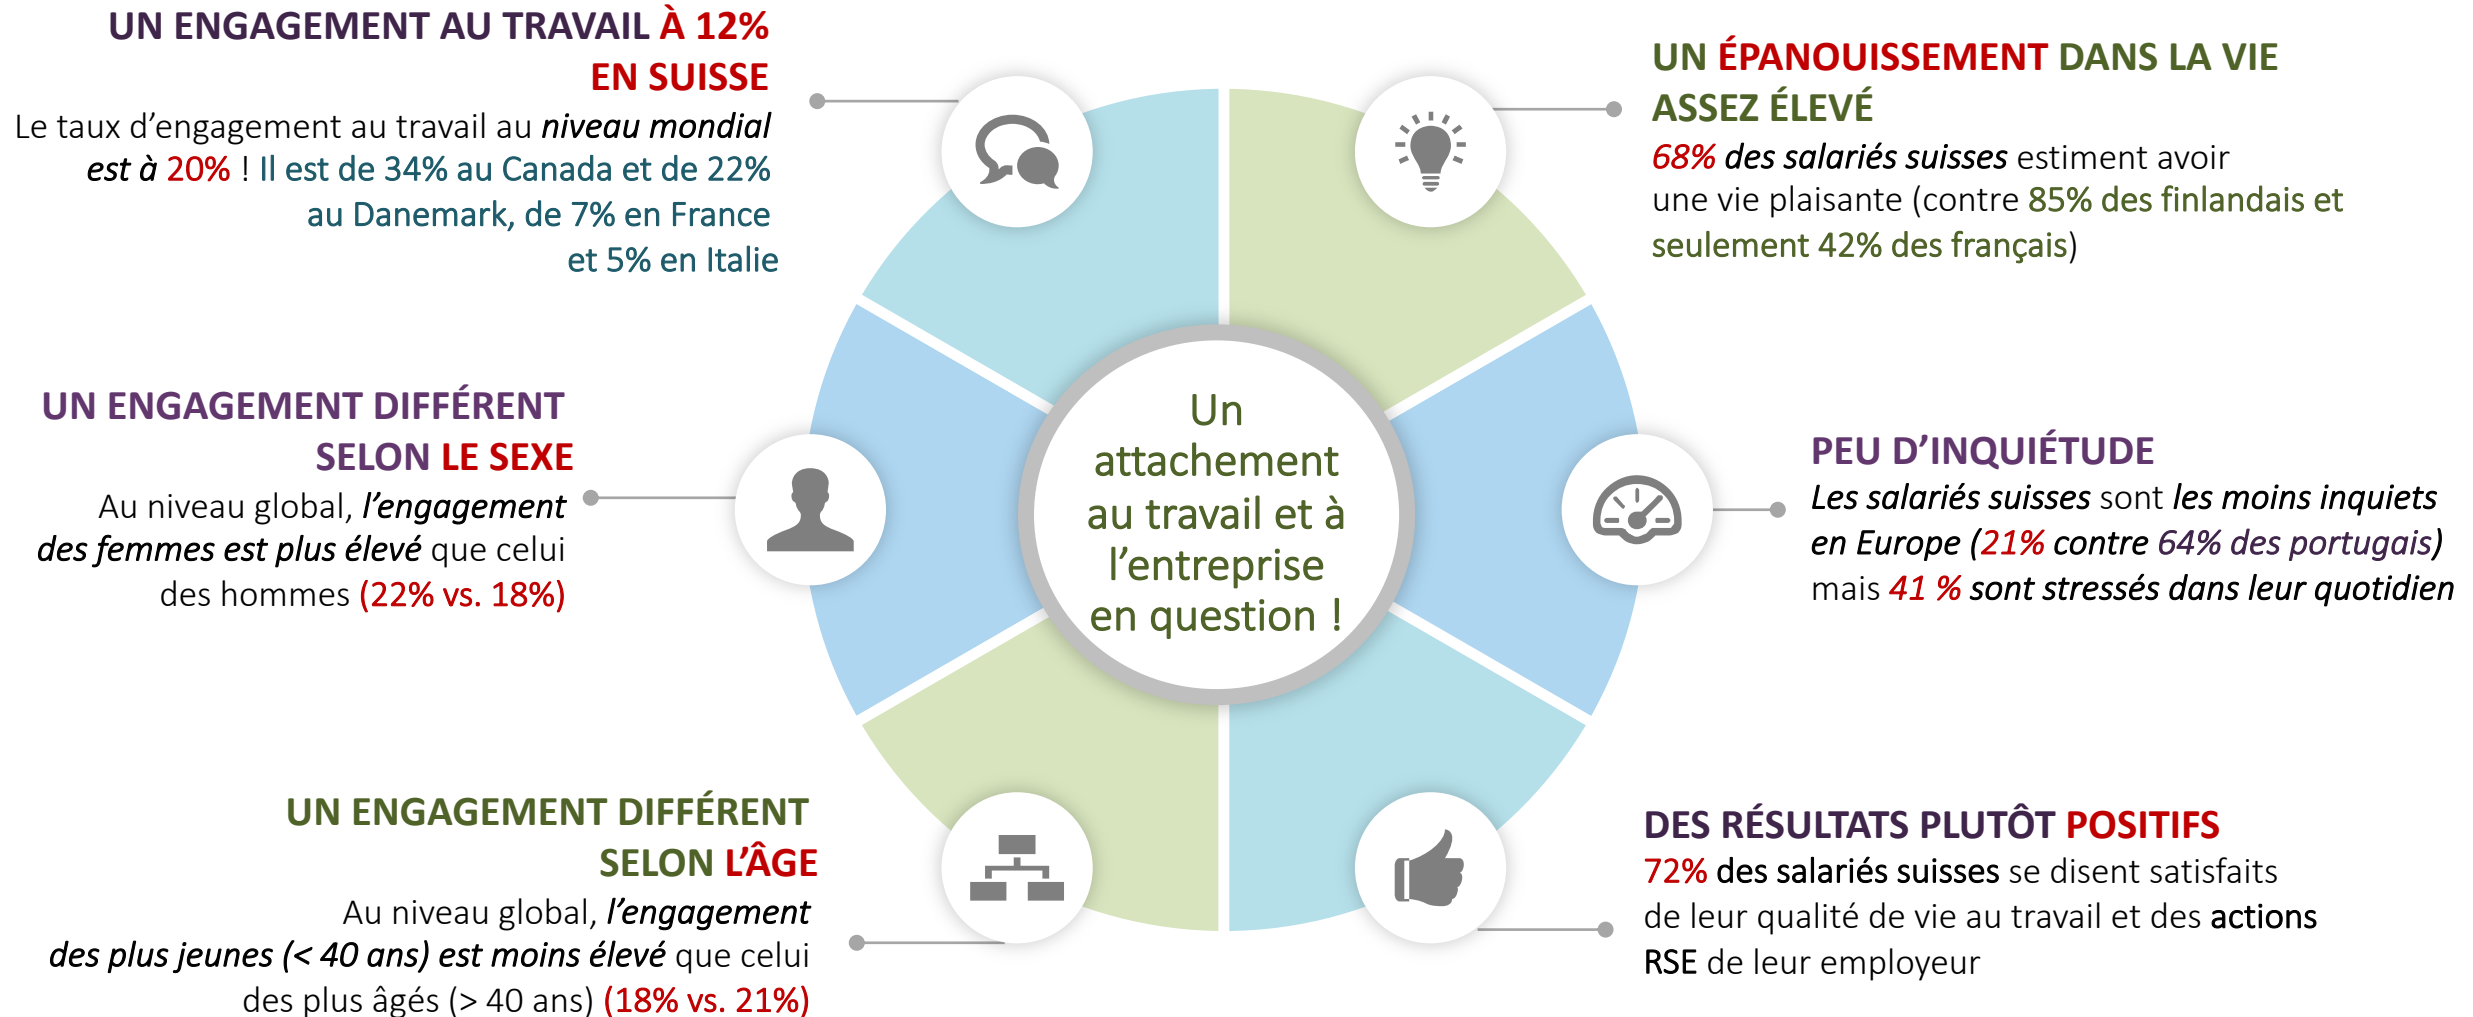 UN ENGAGEMENT AU TRAVAIL À 12%
EN SUISSE
Le taux d’engagement au travail au niveau mondial
est à 20% ! Il est de 34% au Canada et de 22%
au Danemark, de 7% en France
et 5% en Italie
UN ENGAGEMENT DIFFÉRENT
SELON LE SEXE
Au niveau global, l’engagement
des femmes est plus élevé que celui
des hommes (22% vs. 18%)
UN ENGAGEMENT DIFFÉRENT
SELON L’ÂGE
Au niveau global, l’engagement
des plus jeunes (< 40 ans) est moins élevé que celui
des plus âgés (> 40 ans) (18% vs. 21%)
Un
attachement
au travail et à
l’entreprise
en question !
UN ÉPANOUISSEMENT DANS LA VIE
ASSEZ ÉLEVÉ
68% des salariés suisses estiment avoir
une vie plaisante (contre 85% des finlandais et
seulement 42% des français)
PEU D’INQUIÉTUDE
Les salariés suisses sont les moins inquiets
en Europe (21% contre 64% des portugais)
mais 41 % sont stressés dans leur quotidien
DES RÉSULTATS PLUTÔT POSITIFS
72% des salariés suisses se disent satisfaits
de leur qualité de vie au travail et des actions
RSE de leur employeur